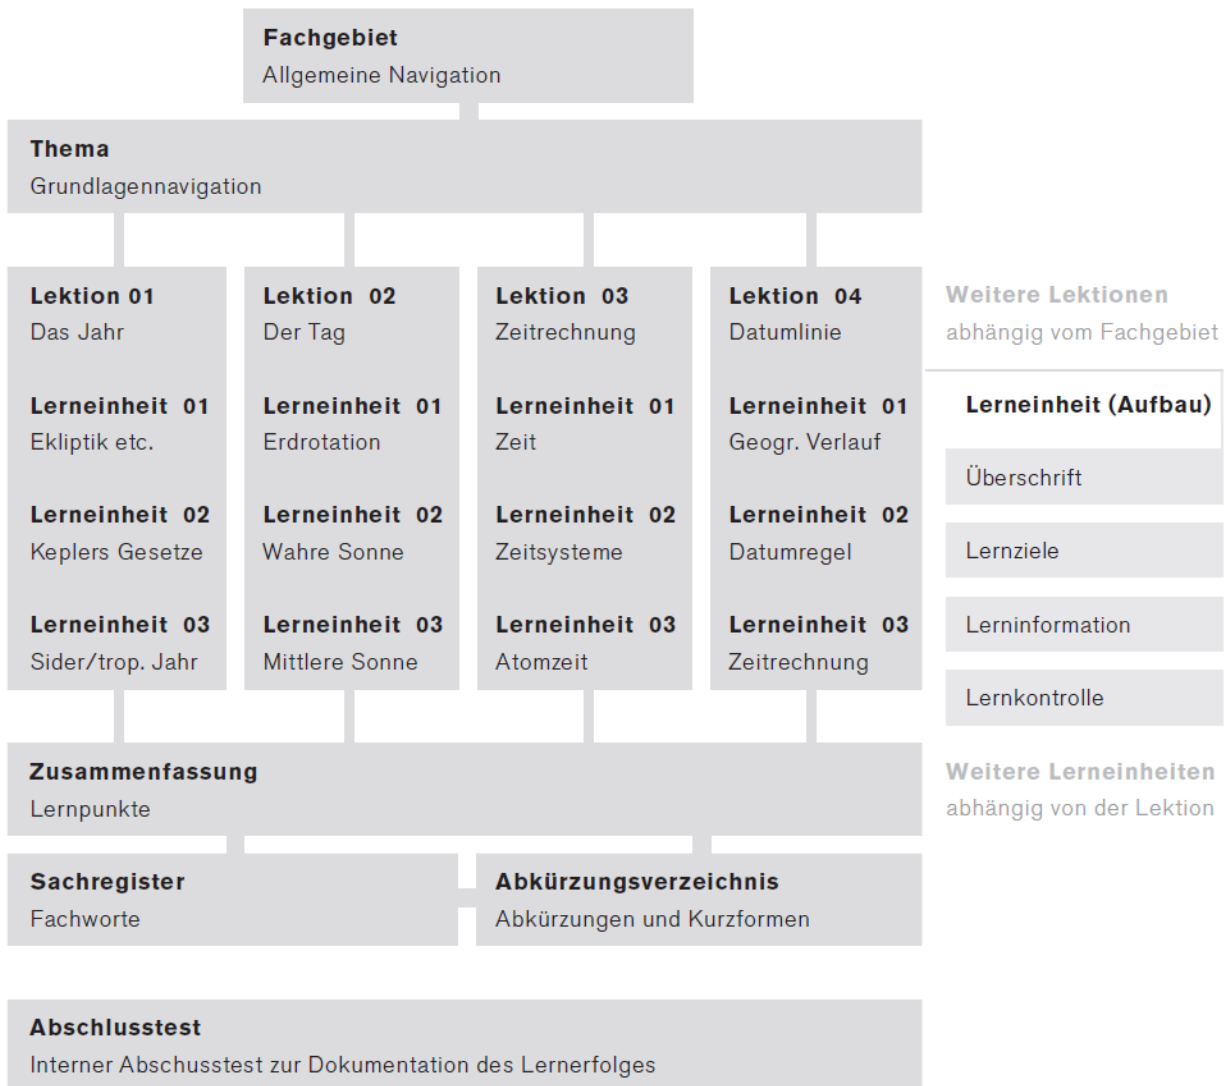 Fachgebiet
Allgemeine Navigation
Thema
Grundlagennavigation
Lektion 01
Das Jahr
Lerneinheit 01
Ekliptik etc.
Lerneinheit 02
Keplers Gesetze
Lerneinheit 03
Sider/trop. Jahr
Lektion 02
Der Tag
Lerneinheit 01
Erdrotation
Lerneinheit 02
Wahre Sonne
Lerneinheit 03
Mittlere Sonne
Lektion 03
Zeitrechnung
Lerneinheit 01
Zeit
Lerneinheit 02
Zeitsysteme
Lerneinheit 03
Atomzeit
Lektion 04
Datumlinie
Lerneinheit 01
Geogr. Verlauf
Lerneinheit 02
Datumregel
Lerneinheit 03
Zeitrechnung
Weitere Lektionen
abhängig vom Fachgebiet
Lerneinheit (Aufbau)
Überschrift
Lernziele
Lerninformation
Lernkontrolle
Weitere Lerneinheiten
abhängig von der Lektion
Zusammenfassung
Lernpunkte
Sachregister
Fachworte
Abkürzungsverzeichnis
Abkürzungen und Kurzformen
Abschlusstest
Interner Abschusstest zur Dokumentation des Lernerfolges